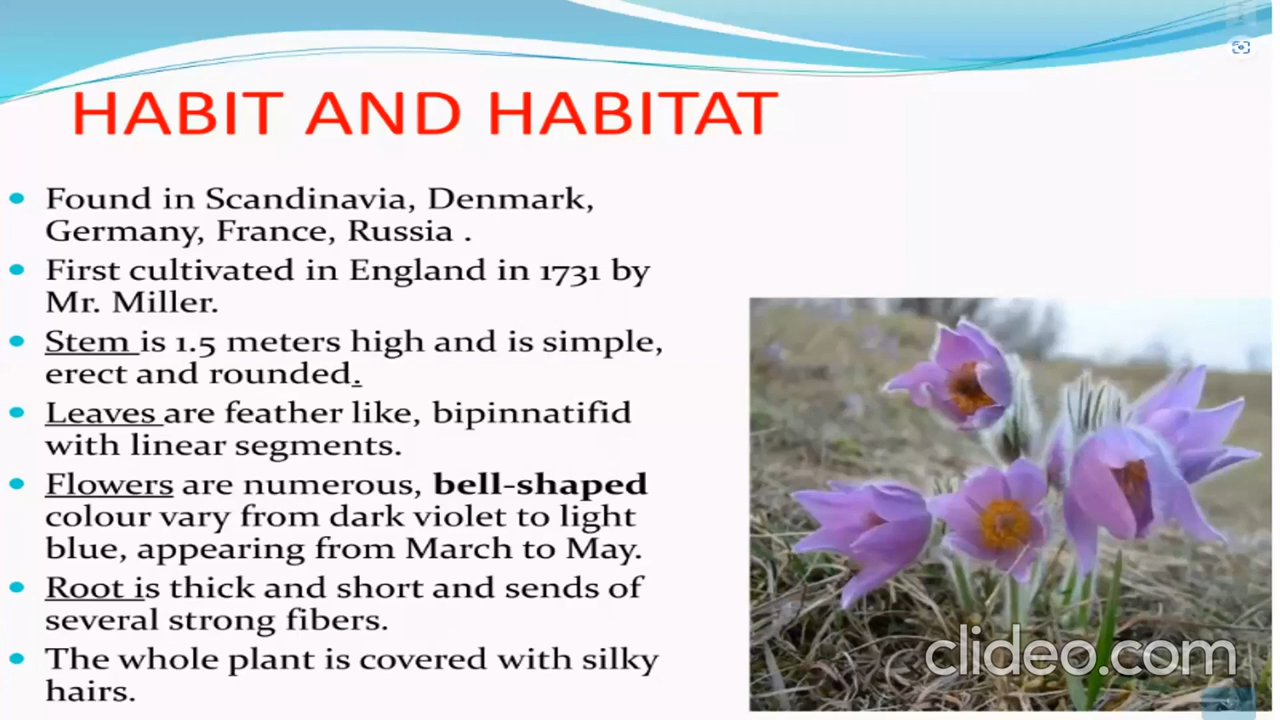 HABIT AND HABITAT
Found in Scandinavia, Denmark,
Germany, France, Russia .
First cultivated in England in 1731 by
Mr. Miller.
Stem is 1.5 meters high and is simple,
erect and rounded.
Leaves are feather like, bipinnatifid
with linear segments.
Flowers are numerous, bell-shaped
colour vary from dark violet to light
blue, appearing from March to May.
Root is thick and short and sends of
several strong fibers.
The whole plant is covered with silky
hairs.
clideo.com